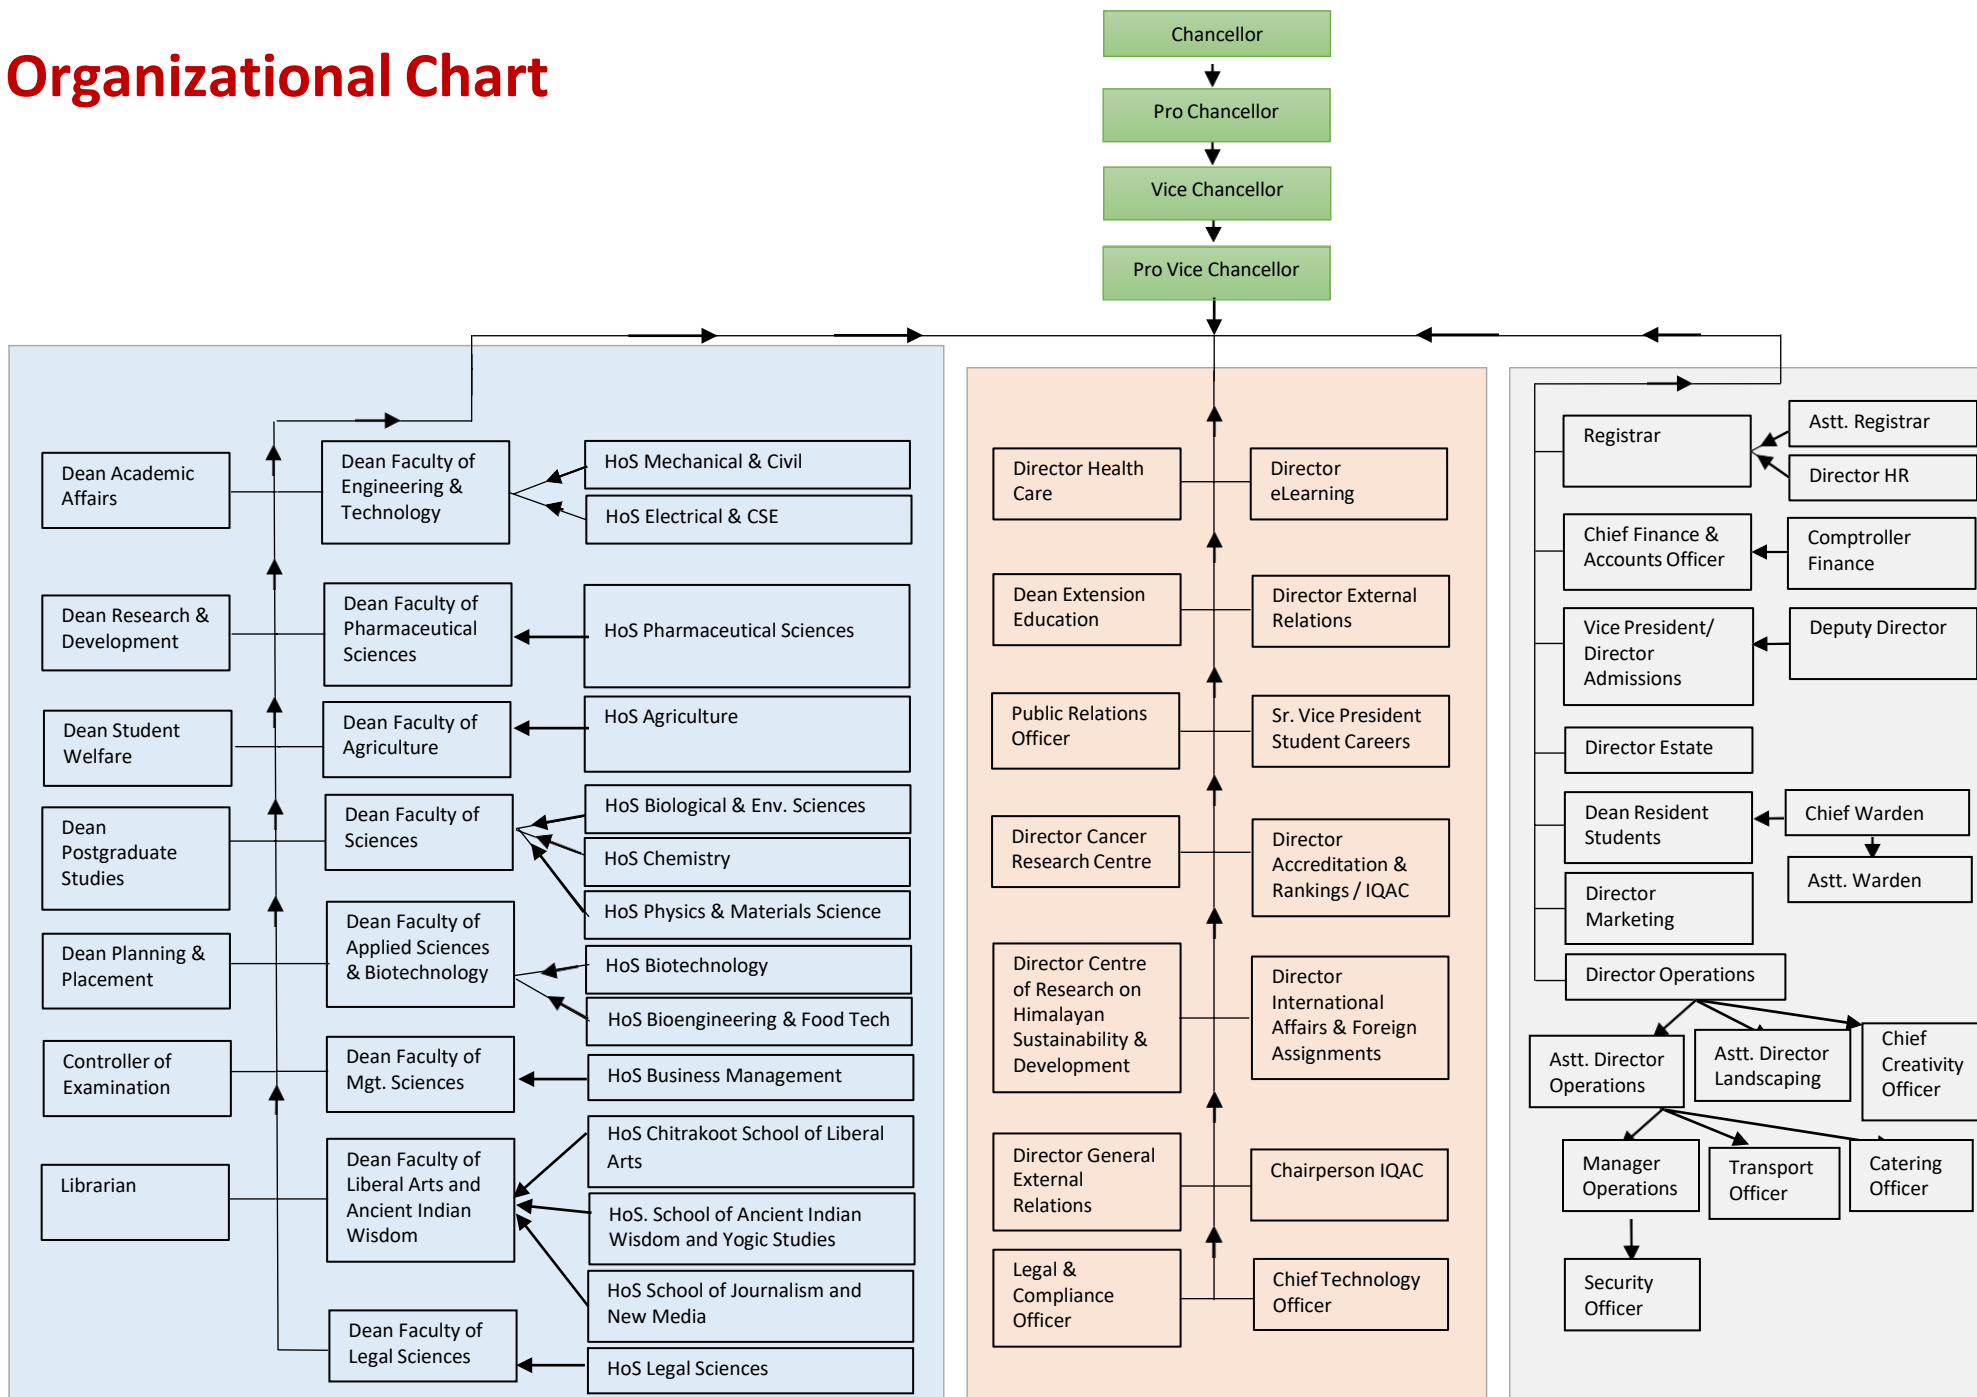 Organizational Chart
Chancellor
Pro Chancellor
Vice Chancellor
Pro Vice Chancellor
Dean Academic
Affairs
Dean Faculty of
Engineering &
Technology
HoS Mechanical & Civil
HoS Electrical & CSE
Dean Research &
Development
Dean Faculty of
Pharmaceutical
Sciences
HoS Pharmaceutical Sciences
Dean Student
Welfare
Dean Faculty of
Agriculture
HoS Agriculture
Dean
Postgraduate
Studies
Dean Faculty of
Sciences
HoS Biological & Env. Sciences
HoS Chemistry
HoS Physics & Materials Science
Dean Planning &
Placement
Dean Faculty of
Applied Sciences
& Biotechnology
HoS Biotechnology
HoS Bioengineering & Food Tech
Controller of
Examination
Dean Faculty of
Mgt. Sciences
HoS Business Management
Librarian
Dean Faculty of
Liberal Arts and
Ancient Indian
Wisdom
HoS Chitrakoot School of Liberal
Arts
HoS. School of Ancient Indian
Wisdom and Yogic Studies
HoS School of Journalism and
New Media
Dean Faculty of
Legal Sciences
HoS Legal Sciences
Director Health
Care
Director
eLearning
Dean Extension
Education
Director External
Relations
Public Relations
Officer
Sr. Vice President
Student Careers
Director Cancer
Research Centre
Director
Accreditation &
Rankings / IQAC
Director Centre
of Research on
Himalayan
Sustainability &
Development
Director
International
Affairs & Foreign
Assignments
Director General
External
Relations
Chairperson IQAC
Legal &
Compliance
Officer
Chief Technology
Officer
Registrar
Astt. Registrar
Director HR
Chief Finance &
Accounts Officer
Comptroller
Finance
Vice President/
Director
Admissions
Deputy Director
Director Estate
Dean Resident
Students
Chief Warden
Astt. Warden
Director
Marketing
Director Operations
Astt. Director
Operations
Astt. Director
Landscaping
Chief
Creativity
Officer
Manager
Operations
Transport
Officer
Catering
Officer
Security
Officer